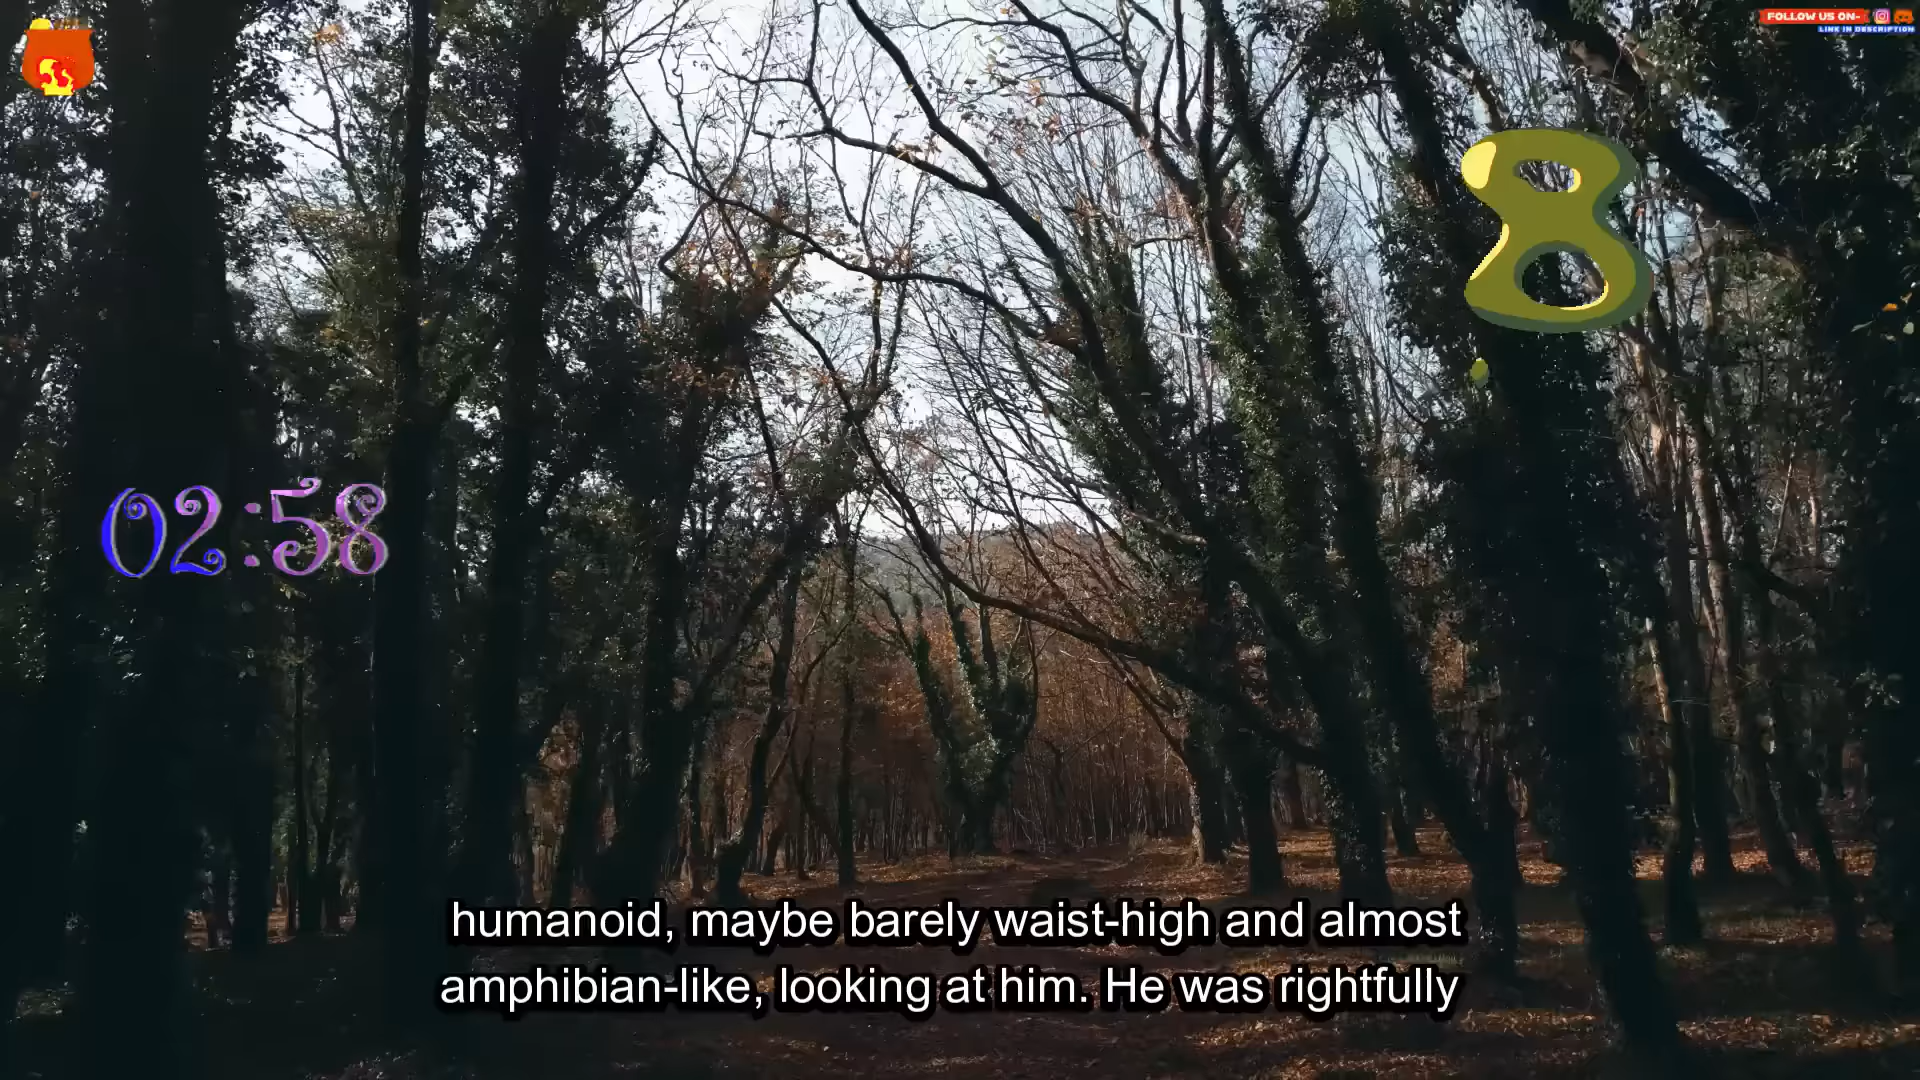 FOLLOW US ON-
LINK IN DESCRIPTION
8
02:58
humanoid, maybe barely waist-high and almost
amphibian-like, looking at him. He was rightfully